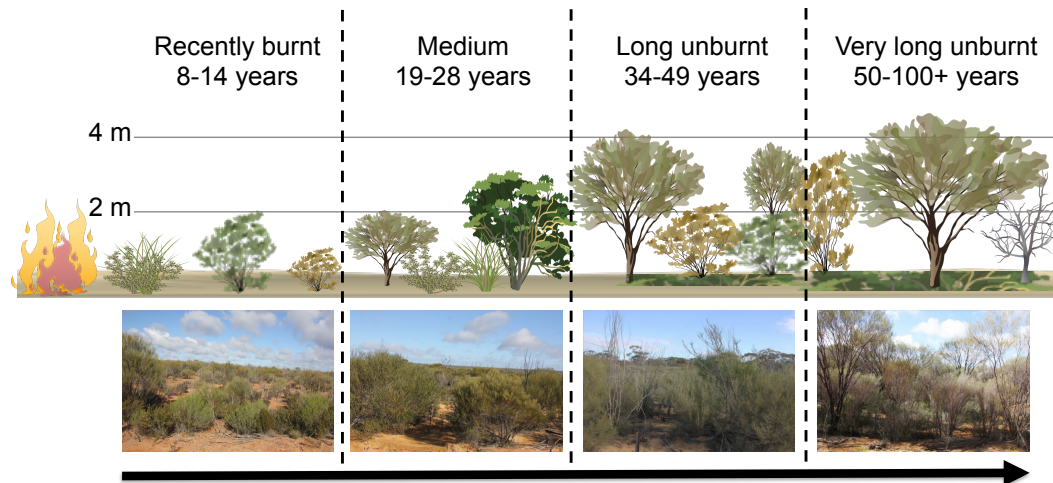 Recently burnt
8-14 years
Medium
19-28 years
Long unburnt
34-49 years
Very long unburnt
50-100+ years
4 m
2 m